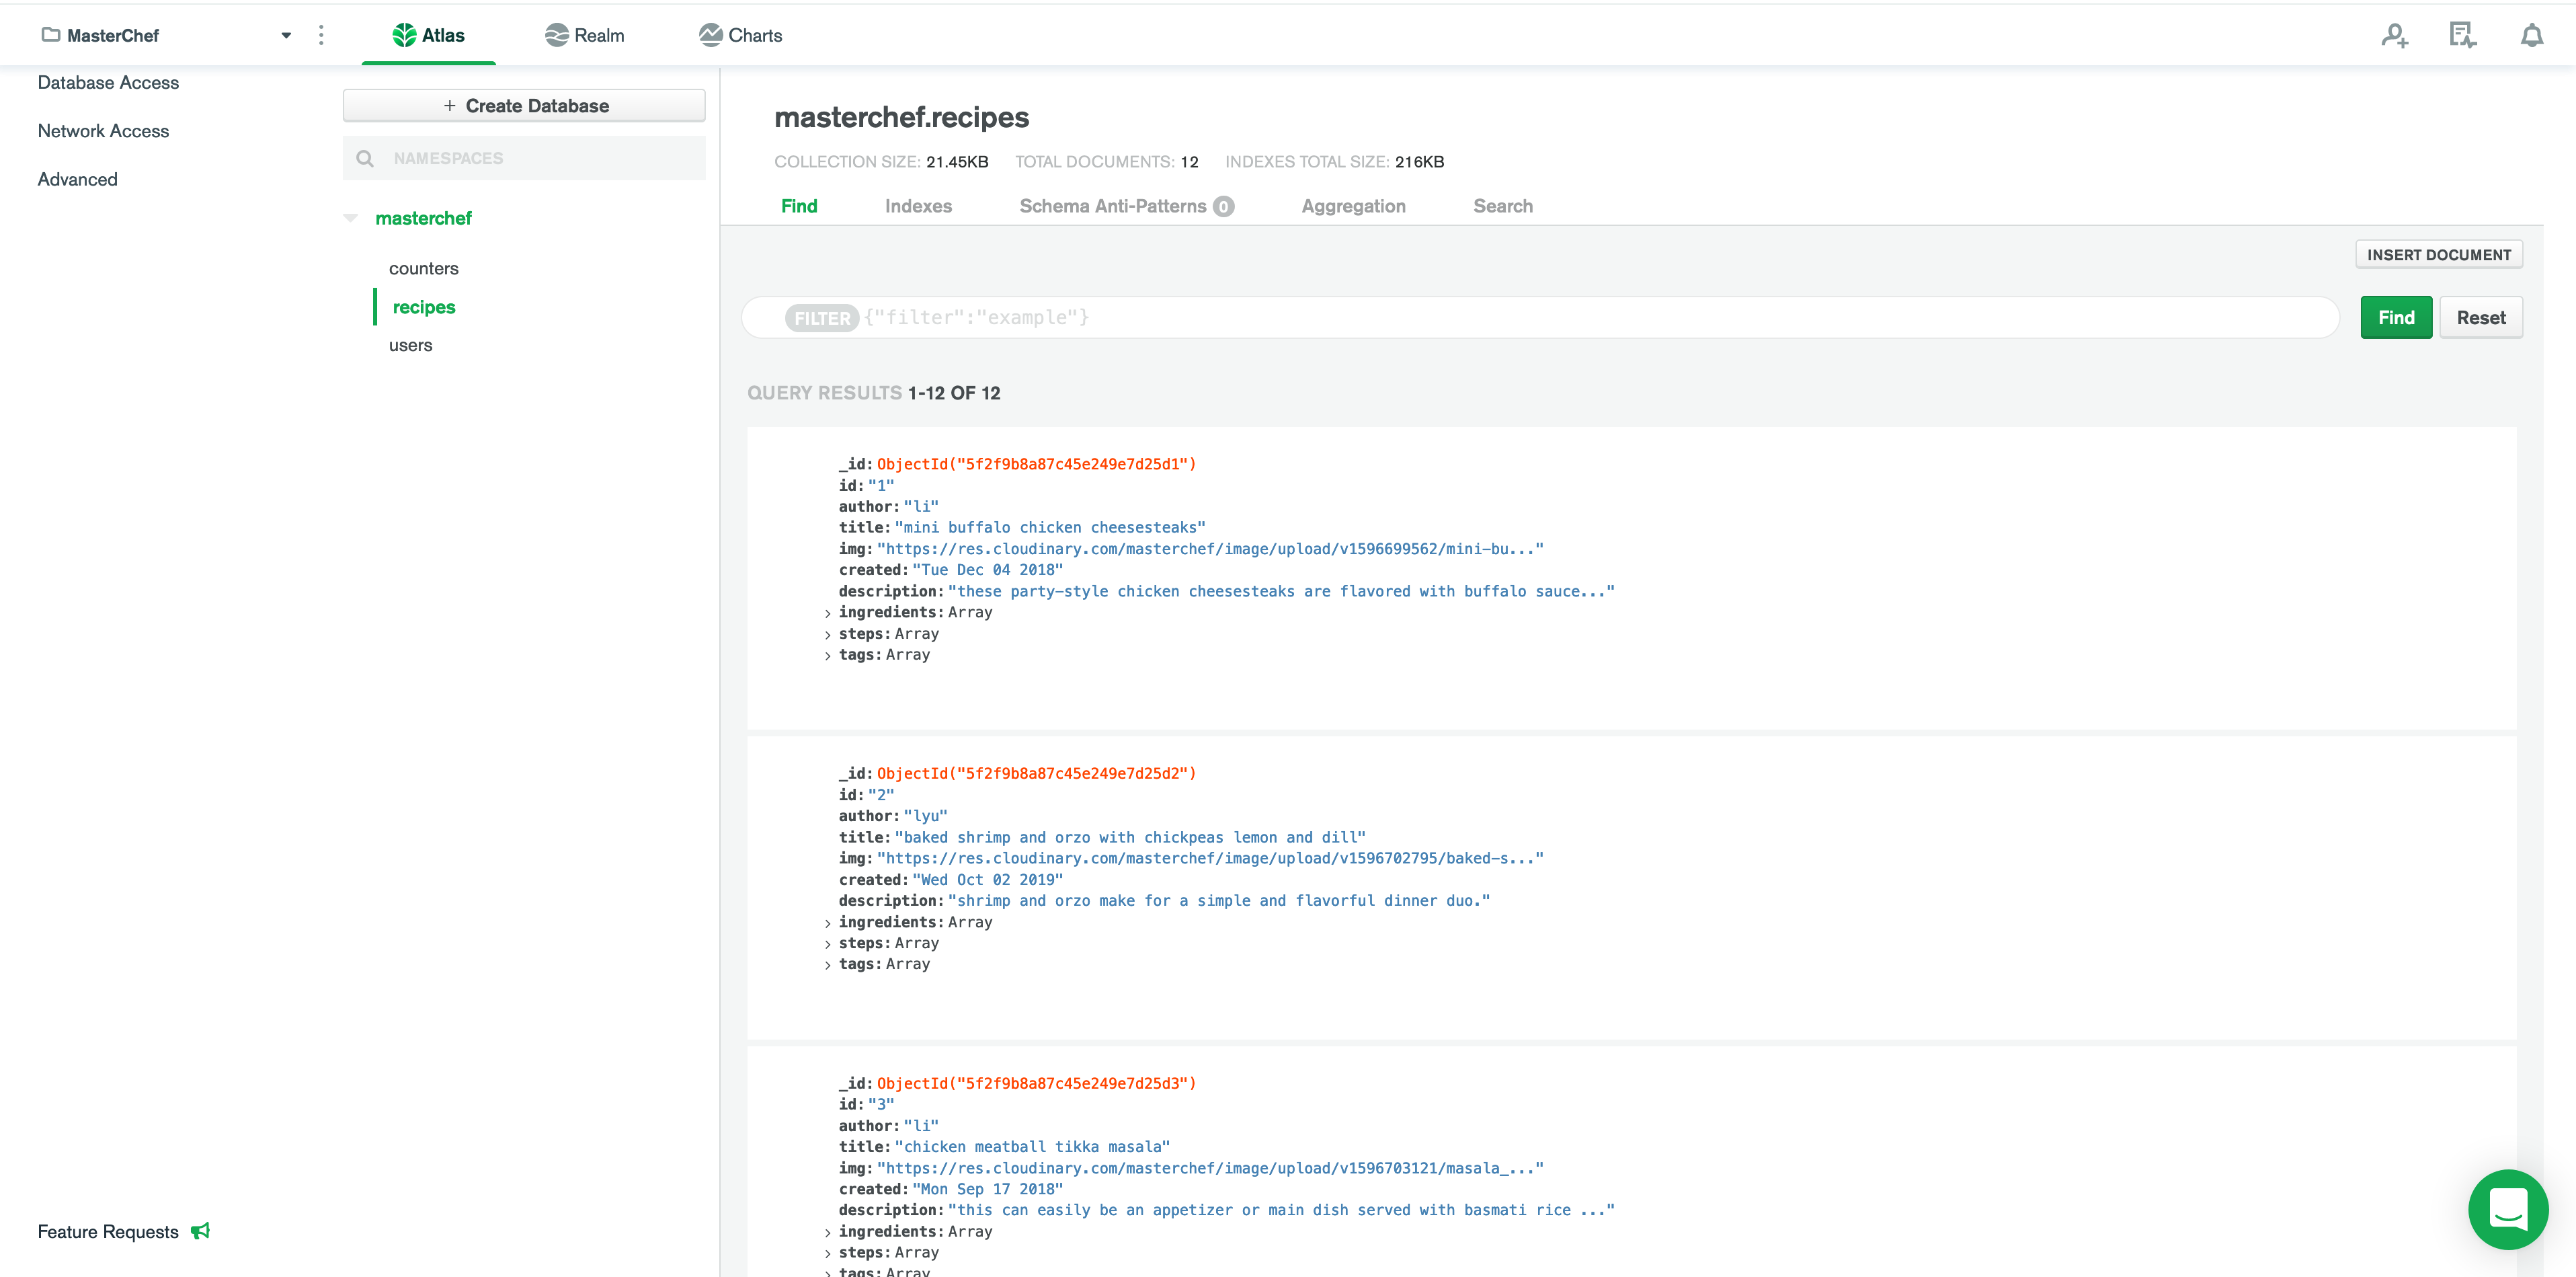 MasterChef
Atlas
Realm
Charts
Database Access
Network Access
Advanced
Feature Requests
+ Create Database
NAMESPACES
masterchef
counters
recipes
users
masterchef.recipes
COLLECTION SIZE: 21.45KB TOTAL DOCUMENTS: 12 INDEXES TOTAL SIZE: 216KB
Find Indexes Schema Anti-Patterns 0 Aggregation Search
INSERT DOCUMENT
FILTER {"filter":"example"}
Find Reset
QUERY RESULTS 1-12 OF 12
_id: ObjectId("5f2f9b8a87c45e249e7d25d1")
id: "1"
author: "li"
title: "mini buffalo chicken cheesesteaks"
img: "https://res.cloudinary.com/masterchef/image/upload/v1596699562/mini-bu..."
created: "Tue Dec 04 2018"
description: "these party-style chicken cheesesteaks are flavored with buffalo sauce..."
> ingredients: Array
> steps: Array
> tags: Array
_id: ObjectId("5f2f9b8a87c45e249e7d25d2")
id: "2"
author: "lyu"
title: "baked shrimp and orzo with chickpeas lemon and dill"
img: "https://res.cloudinary.com/masterchef/image/upload/v1596702795/baked-s..."
created: "Wed Oct 02 2019"
description: "shrimp and orzo make for a simple and flavorful dinner duo."
> ingredients: Array
> steps: Array
> tags: Array
_id: ObjectId("5f2f9b8a87c45e249e7d25d3")
id: "3"
author: "li"
title: "chicken meatball tikka masala"
img: "https://res.cloudinary.com/masterchef/image/upload/v1596703121/masala_..."
created: "Mon Sep 17 2018"
description: "this can easily be an appetizer or main dish served with basmati rice ..."
> ingredients: Array
> steps: Array
> tags: Array